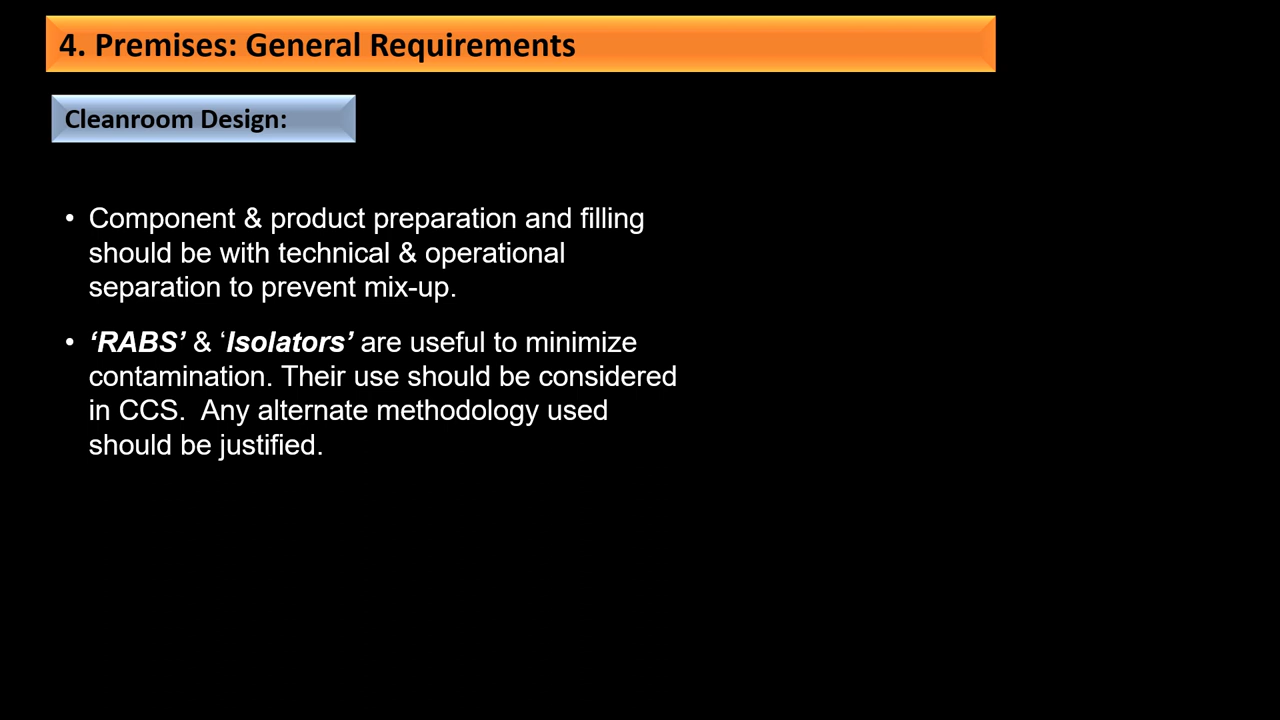 4. Premises: General Requirements
Cleanroom Design:
• Component & product preparation and filling
should be with technical & operational
separation to prevent mix-up.
• ‘RABS’ & ‘Isolators’ are useful to minimize
contamination. Their use should be considered
in CCS.  Any alternate methodology used
should be justified.